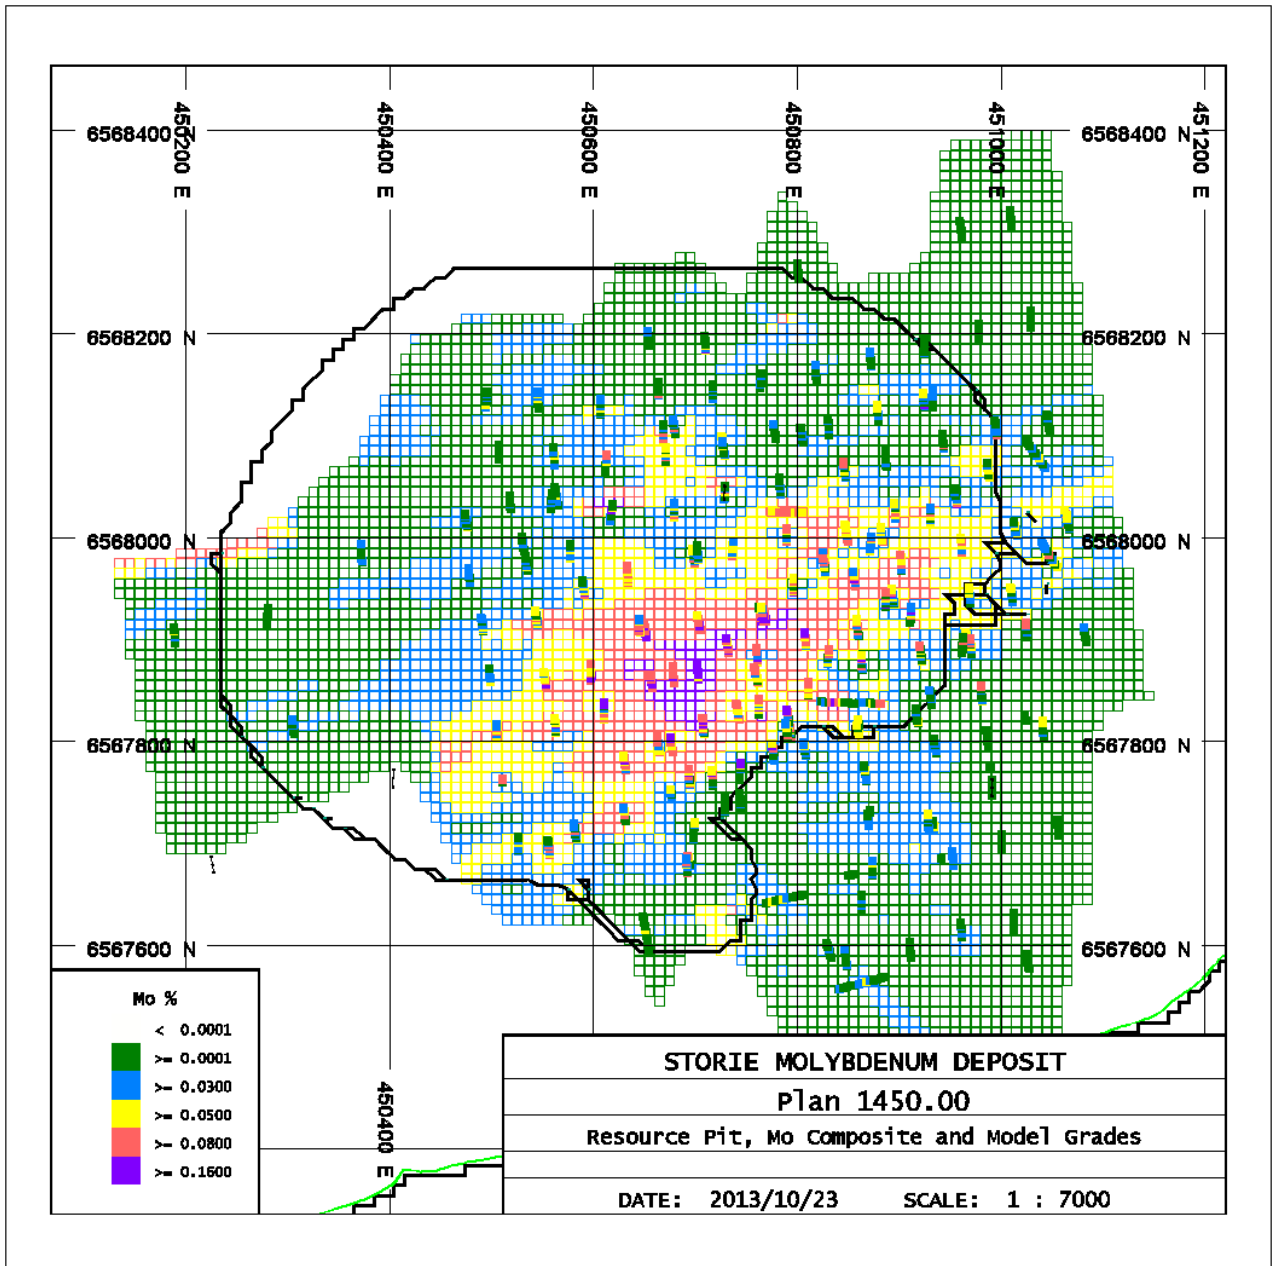 450200 E
450400 E
450600 E
450800 E
451000 E
451200 E
6568400 N
6568400 N
6568200 N
6568200 N
6568000 N
6568000 N
6567800 N
6567800 N
6567600 N
6567600 N
Mo %
< 0.0001
>= 0.0001
>= 0.0300
>= 0.0500
>= 0.0800
>= 0.1600
450400 E
STORIE MOLYBDENUM DEPOSIT
Plan 1450.00
Resource Pit, Mo Composite and Model Grades
DATE: 2013/10/23 SCALE: 1 : 7000